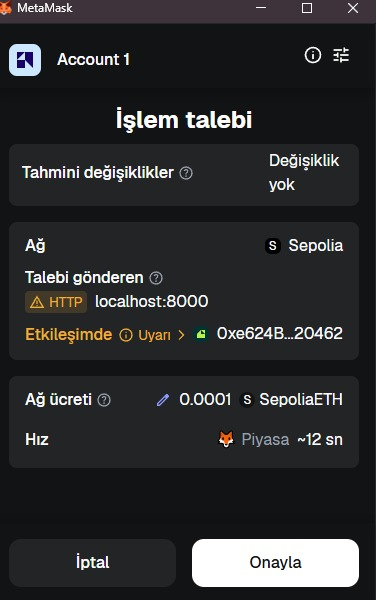 MetaMask
Account 1
İşlem talebi
Tahmini değişiklikler Değişiklik yok
Ağ S Sepolia
Talebi gönderen
HTTP localhost:8000
Etkileşimde Uyarı > 0xe624B...20462
Ağ ücreti 0.0001 S SepoliaETH
Hız Piyasa ~12 sn
İptal Onayla